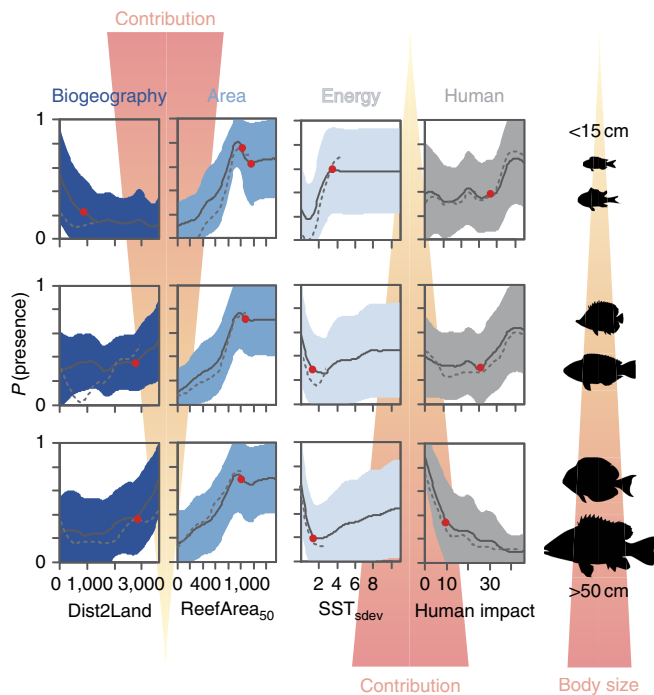 Contribution
Biogeography Area Energy Human
1
0
<15 cm
1
0
P (presence)
1
0
0 1,000 3,000 0 400 1,000 2 4 6 8 0 10 30
Dist2Land ReefArea50 SSTsdev Human impact
>50 cm
Contribution Body size